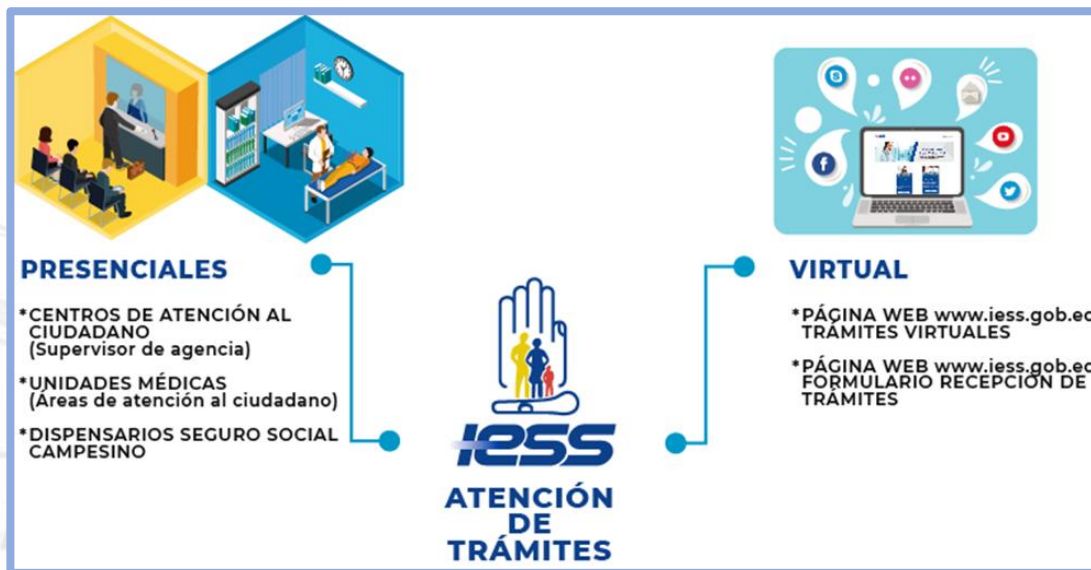 PRESENCIALES
*CENTROS DE ATENCIÓN AL
CIUDADANO
(Supervisor de agencia)
*UNIDADES MÉDICAS
(Áreas de atención al ciudadano)
*DISPENSARIOS SEGURO SOCIAL
CAMPESINO
IESS
ATENCIÓN
DE
TRÁMITES
VIRTUAL
*PÁGINA WEB www.iess.gob.ec
TRÁMITES VIRTUALES
*PÁGINA WEB www.iess.gob.ec
FORMULARIO RECEPCIÓN DE
TRÁMITES